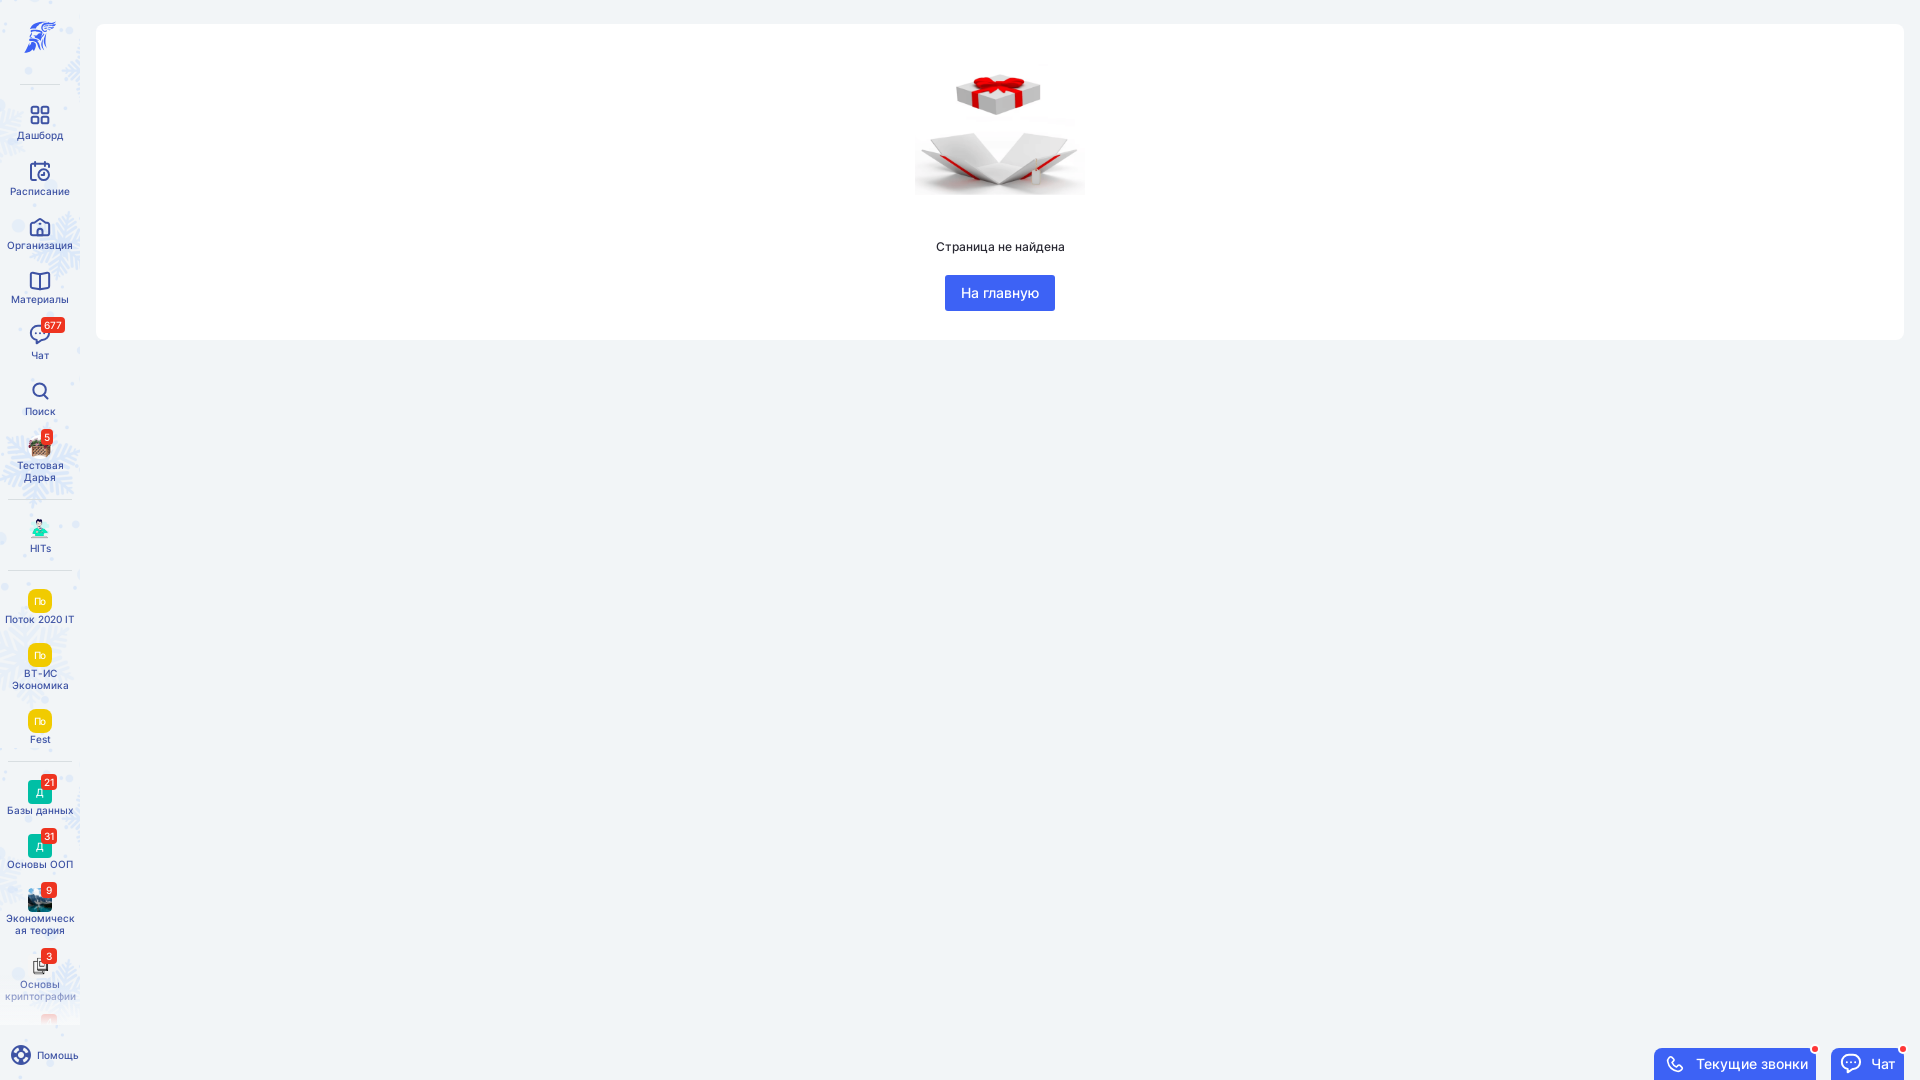 Дашборд
Расписание
Организация
Материалы
677
Чат
Поиск
5
Тестовая
Дарья
HITs
По
Поток 2020 IT
По
ВТ-ИС
Экономика
По
Fest
21
Д
Базы данных
31
Д
Основы ООП
9
Экономическ
ая теория
3
Основы
криптографии
Помощь
Страница не найдена
На главную
Текущие звонки
Чат